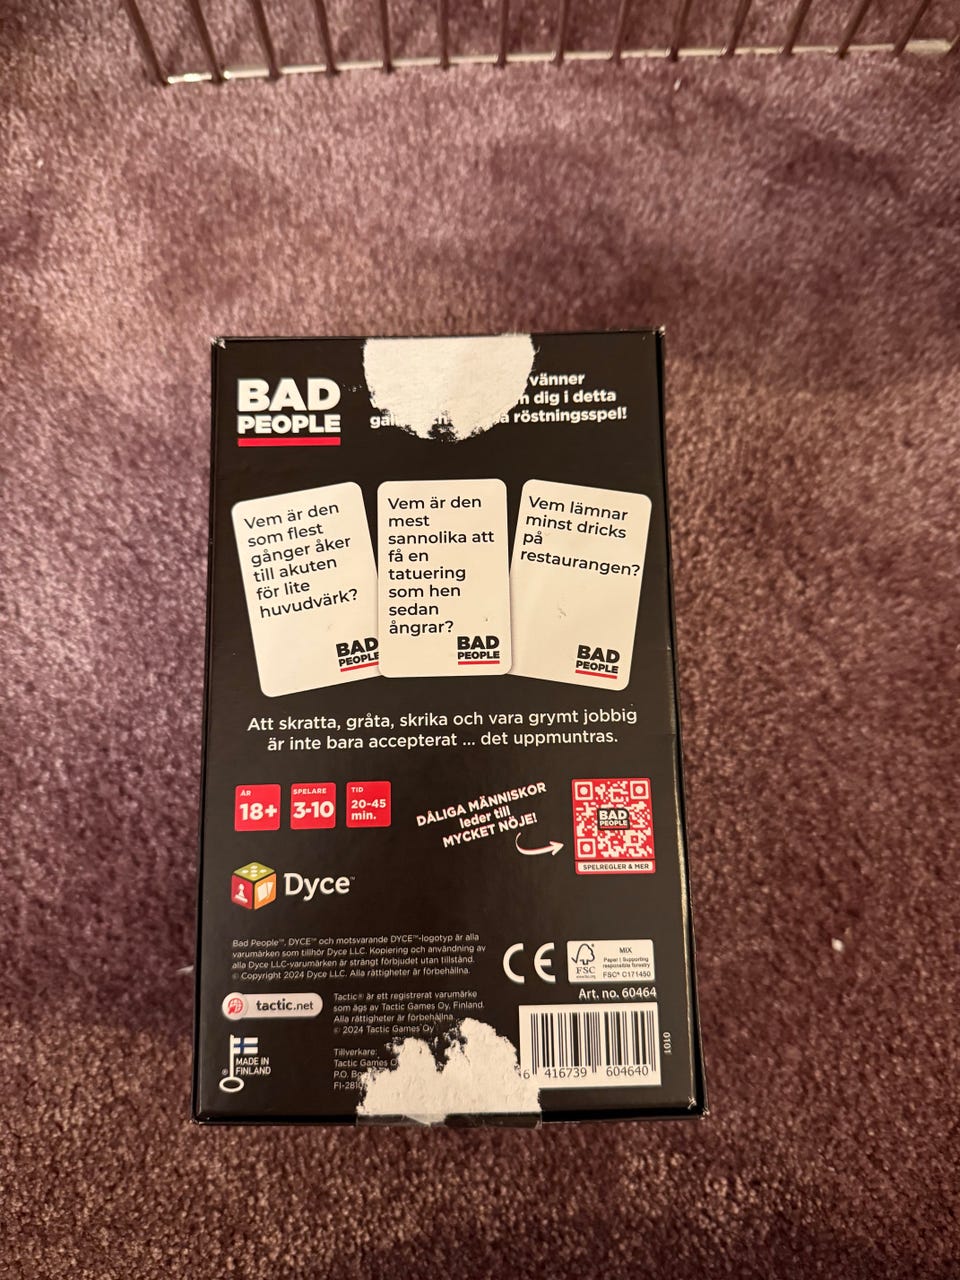 BAD
PEOPLE
vänner
dig i detta
röstningsspel!
Vem är den
som flest
gånger åker
till akuten
för lite
huvudvärk?
BAD
PEOPLE
Vem är den
mest
sannolika att
få en
tatuering
som hen
sedan
ångrar?
BAD
PEOPLE
Vem lämnar
minst dricks
på
restaurangen?
BAD
PEOPLE
Att skratta, gråta, skrika och vara grymt jobbig
är inte bara accepterat ... det uppmuntras.
ÅR
18+
SPELARE
3-10
TID
20-45
min.
DÅLIGA MÄNNISKOR
leder till
MYCKET NÖJE!
BAD
PEOPLE
SPELREGLER & MER
Dyce™
Bad People™, DYCE™ och motsvarande DYCE™-logotyp är alla
varumärken som tillhör Dyce LLC. Kopiering och användning av
alla Dyce LLC-varumärken är strängt förbjudet utan tillstånd.
© Copyright 2024 Dyce LLC. Alla rättigheter är förbehållna.
CE
FSC
www.fsc.org
MIX
Paper | Supporting
responsible forestry
FSC® C171450
Art. no. 60464
tactic.net
Tactic® är ett registrerat varumärke
som ägs av Tactic Games Oy, Finland.
Alla rättigheter är förbehållna.
© 2024 Tactic Games Oy
MADE IN
FINLAND
Tillverkare:
Tactic Games
P.O.
6 416739 604640
0101